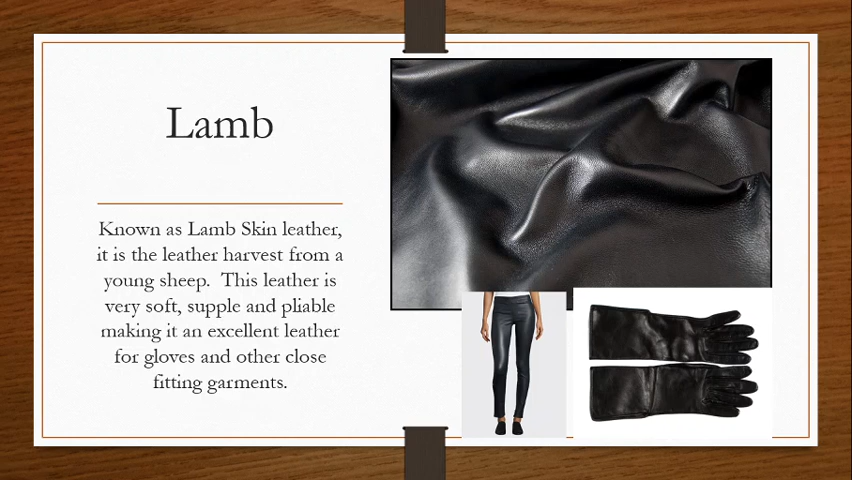 Lamb
Known as Lamb Skin leather,
it is the leather harvest from a
young sheep.  This leather is
very soft, supple and pliable
making it an excellent leather
for gloves and other close
fitting garments.